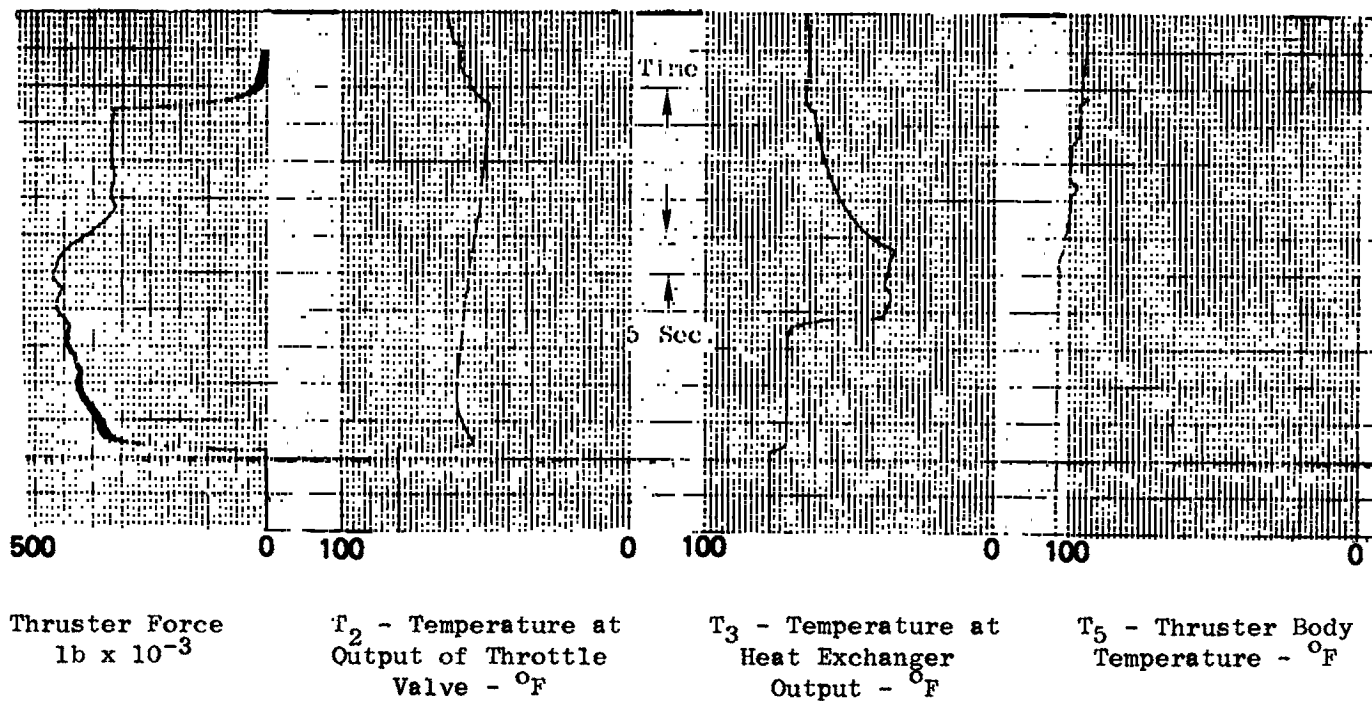 Time
5 Sec.
500 0 100 0 100 0 100 0
Thruster Force
lb x 10-3
T2 - Temperature at
Output of Throttle
Valve - °F
T3 - Temperature at
Heat Exchanger
Output - °F
T5 - Thruster Body
Temperature - °F